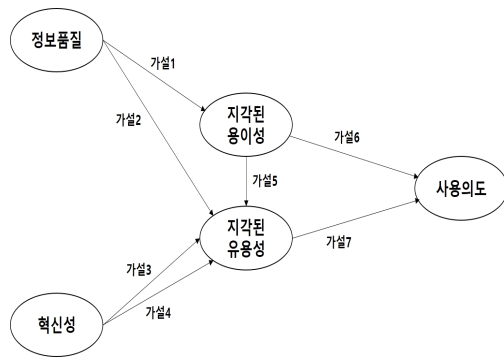 정보품질
가설1
가설2
지각된
용이성
가설6
가설5
사용의도
지각된
유용성
가설7
가설3
가설4
혁신성